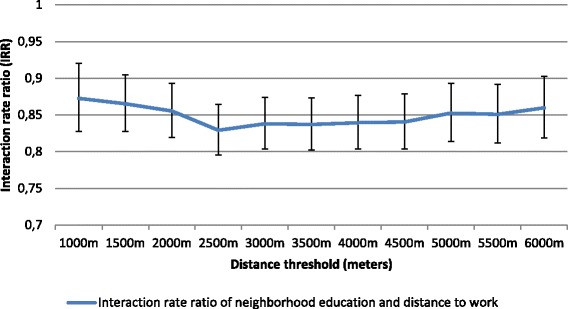 1
0,95
0,9
0,85
0,8
0,75
0,7
Interaction rate ratio (IRR)
1000m 1500m 2000m 2500m 3000m 3500m 4000m 4500m 5000m 5500m 6000m
Distance threshold (meters)
Interaction rate ratio of neighborhood education and distance to work